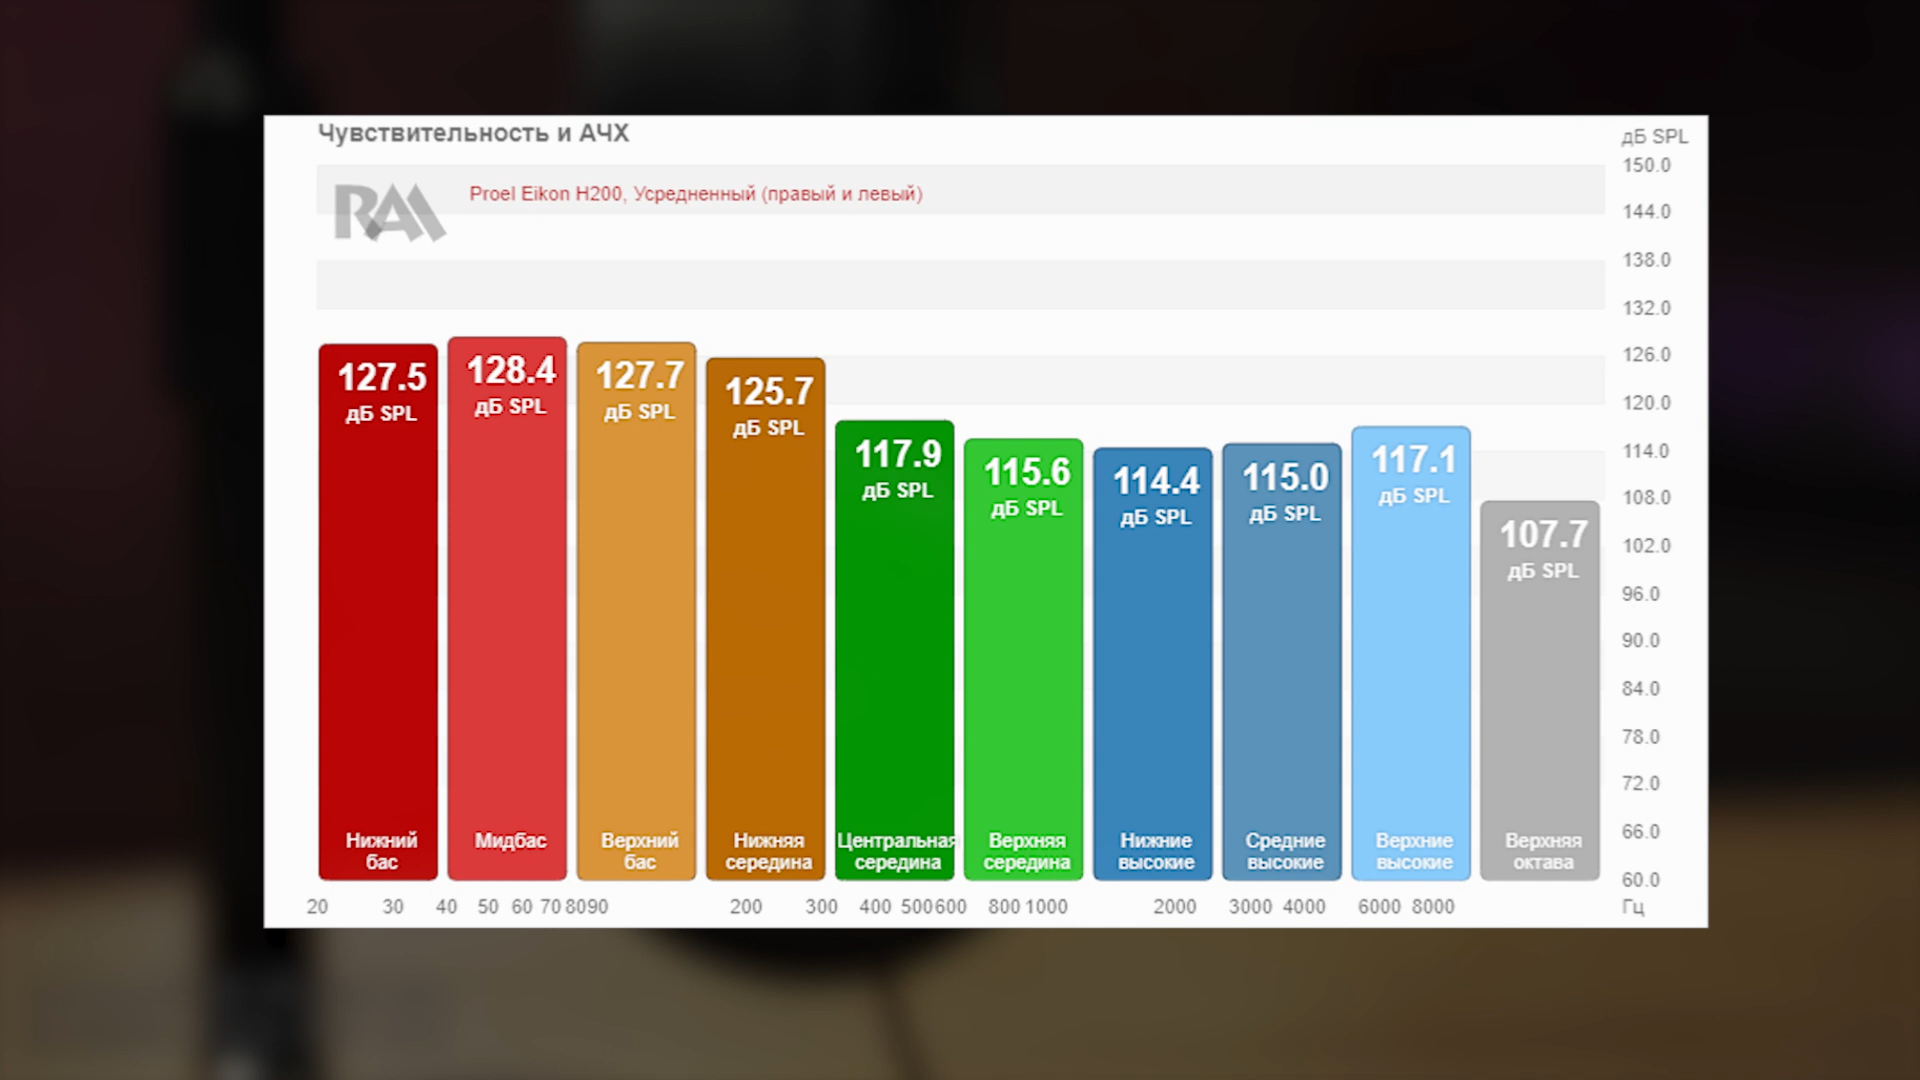 Чувствительность и АЧХ
дБ SPL
RAA
Proel Eikon H200, Усредненный (правый и левый)
150.0
144.0
138.0
132.0
126.0
120.0
114.0
108.0
102.0
96.0
90.0
84.0
78.0
72.0
66.0
60.0
127.5
дБ SPL
128.4
дБ SPL
127.7
дБ SPL
125.7
дБ SPL
117.9
дБ SPL
115.6
дБ SPL
114.4
дБ SPL
115.0
дБ SPL
117.1
дБ SPL
107.7
дБ SPL
Нижний
бас
Мидбас
Верхний
бас
Нижняя
середина
Центральная
середина
Верхняя
середина
Нижние
высокие
Средние
высокие
Верхние
высокие
Верхняя
октава
20 30 40 50 60 70 80 90 200 300 400 500 600 800 1000 2000 3000 4000 6000 8000 Гц